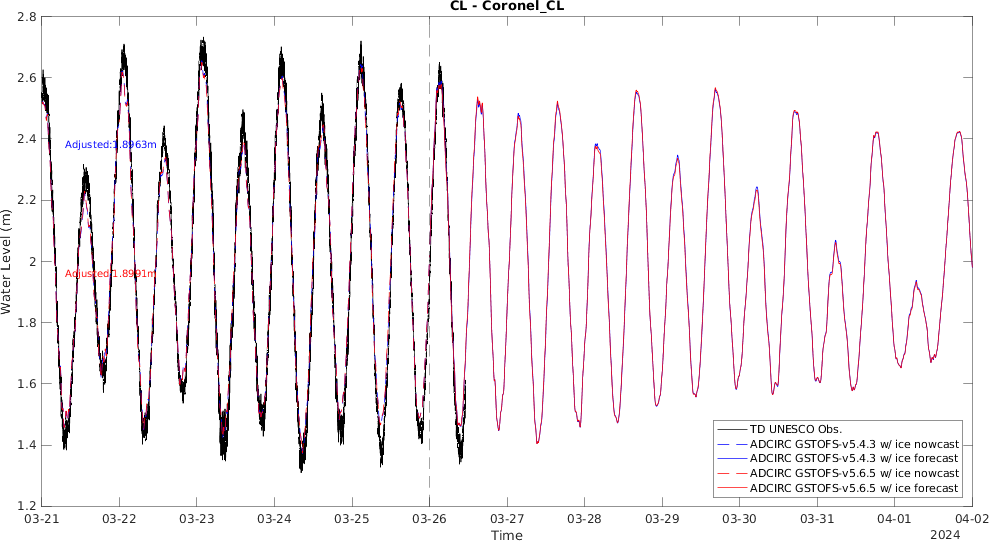 CL - Coronel_CL
2.8
2.6
2.4
2.2
2
1.8
1.6
1.4
1.2
Water Level (m)
Adjusted:1.8963m
Adjusted:1.8991m
TD UNESCO Obs.
ADCIRC GSTOFS-v5.4.3 w/ ice nowcast
ADCIRC GSTOFS-v5.4.3 w/ ice forecast
ADCIRC GSTOFS-v5.6.5 w/ ice nowcast
ADCIRC GSTOFS-v5.6.5 w/ ice forecast
03-21 03-22 03-23 03-24 03-25 03-26 03-27 03-28 03-29 03-30 03-31 04-01 04-02
Time
2024